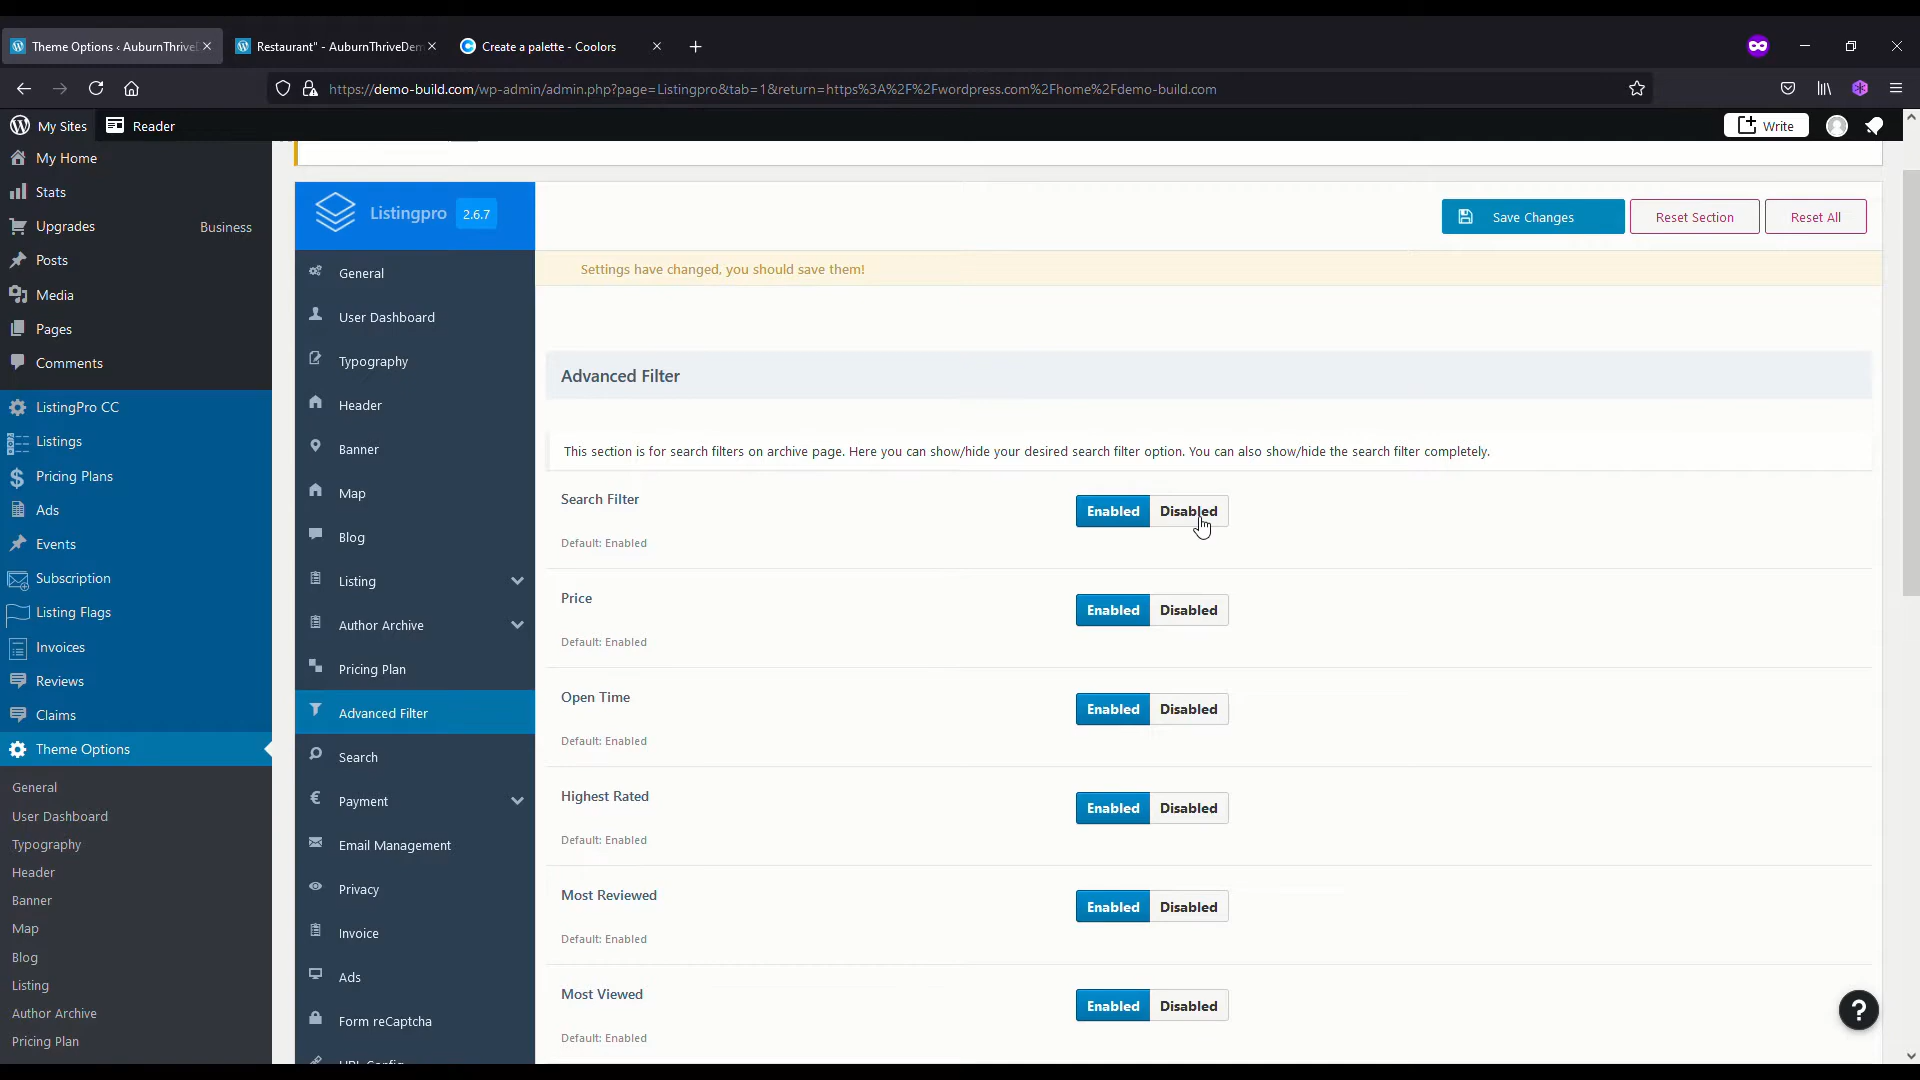 Theme Options ‹ AuburnThriveD
Restaurant" - AuburnThriveDem
Create a palette - Coolors
https://demo-build.com/wp-admin/admin.php?page=Listingpro&tab=1&return=https%3A%2F%2Fwordpress.com%2Fhome%2Fdemo-build.com
My Sites
Reader
Write
My Home
Stats
Upgrades
Business
Posts
Media
Pages
Comments
ListingPro CC
Listings
Pricing Plans
Ads
Events
Subscription
Listing Flags
Invoices
Reviews
Claims
Theme Options
General
User Dashboard
Typography
Header
Banner
Map
Blog
Listing
Author Archive
Pricing Plan
Listingpro 2.6.7
General
User Dashboard
Typography
Header
Banner
Map
Blog
Listing
Author Archive
Pricing Plan
Advanced Filter
Search
Payment
Email Management
Privacy
Invoice
Ads
Form reCaptcha
URL Config
Save Changes
Reset Section
Reset All
Settings have changed, you should save them!
Advanced Filter
This section is for search filters on archive page. Here you can show/hide your desired search filter option. You can also show/hide the search filter completely.
Search Filter
Enabled Disabled
Default: Enabled
Price
Enabled Disabled
Default: Enabled
Open Time
Enabled Disabled
Default: Enabled
Highest Rated
Enabled Disabled
Default: Enabled
Most Reviewed
Enabled Disabled
Default: Enabled
Most Viewed
Enabled Disabled
Default: Enabled
?